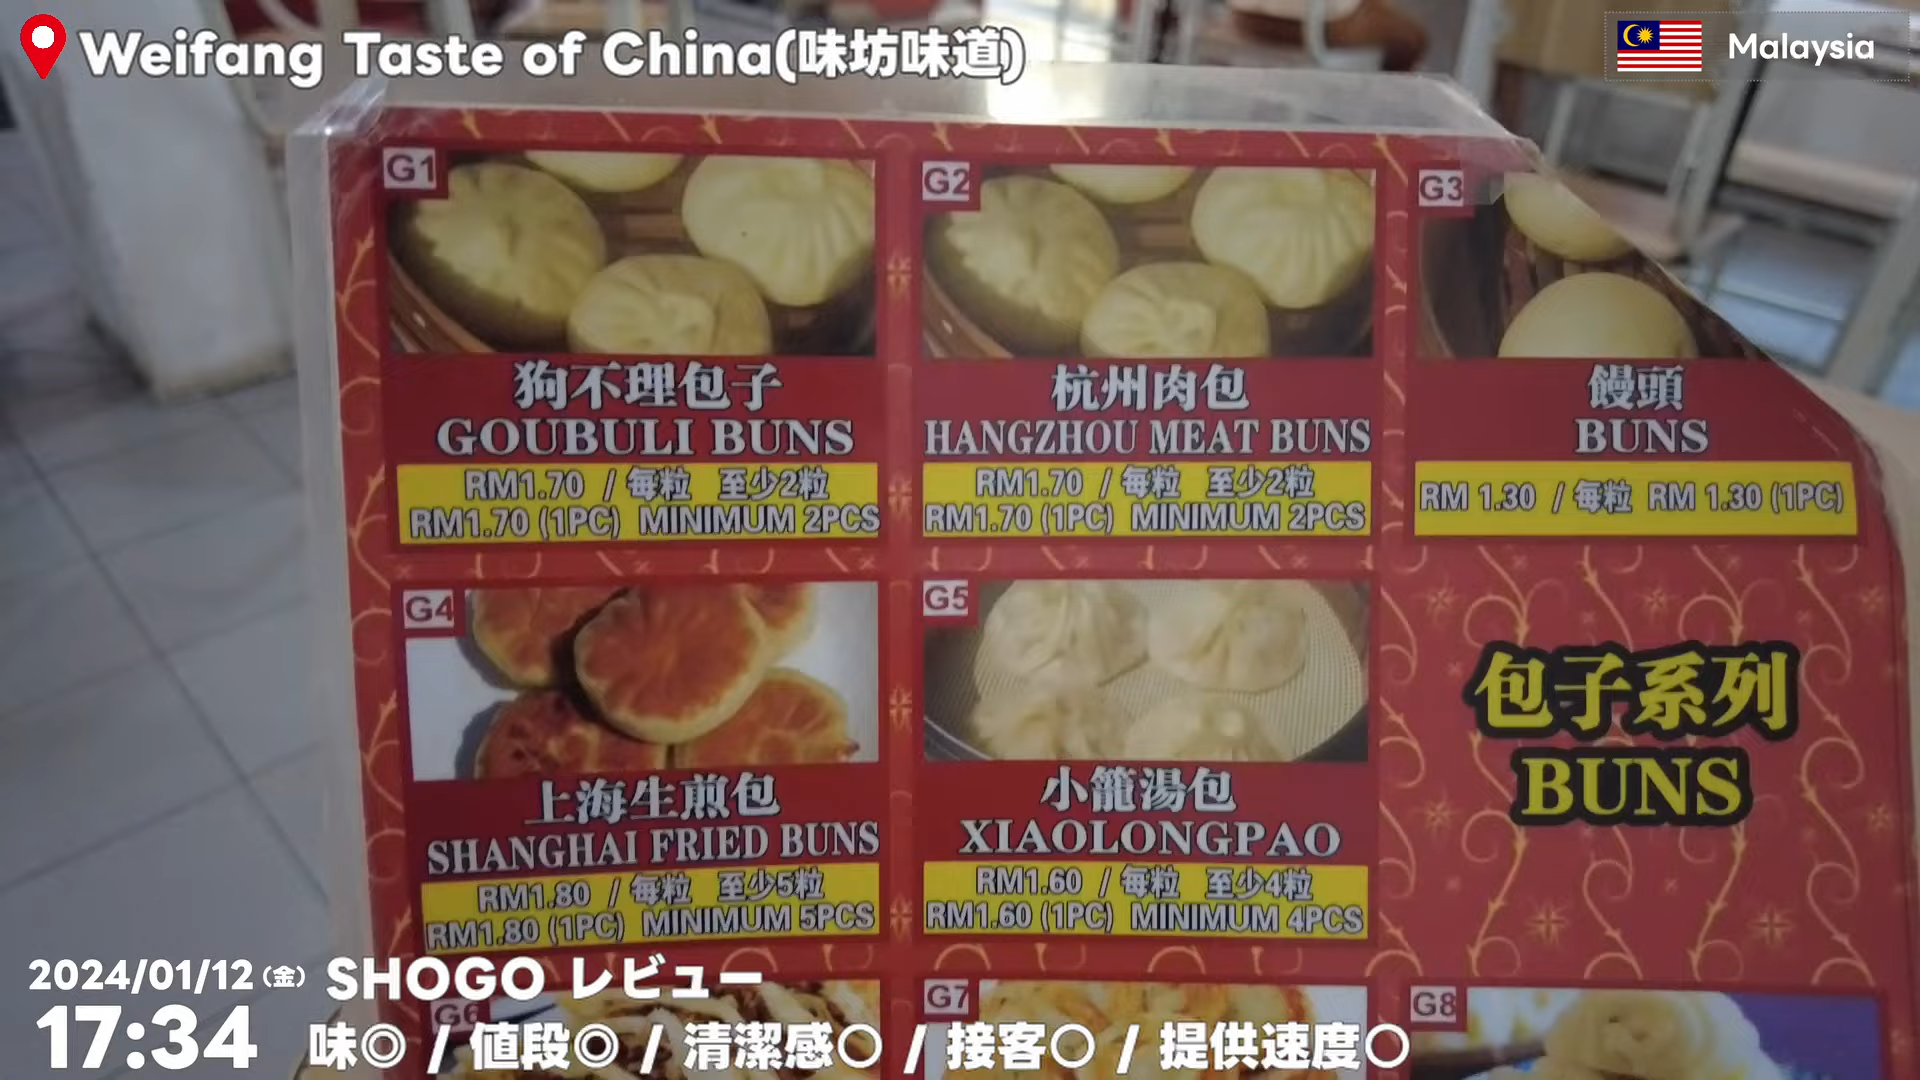 Weifang Taste of China(味坊味道)
Malaysia
G1
狗不理包子
GOUBULI BUNS
RM1.70 / 每粒 至少2粒
RM1.70 (1PC) MINIMUM 2PCS
G2
杭州肉包
HANGZHOU MEAT BUNS
RM1.70 / 每粒 至少2粒
RM1.70 (1PC) MINIMUM 2PCS
G3
饅頭
BUNS
RM 1.30 / 每粒 RM 1.30 (1PC)
G4
上海生煎包
SHANGHAI FRIED BUNS
RM1.80 / 每粒 至少5粒
RM1.80 (1PC) MINIMUM 5PCS
G5
小籠湯包
XIAOLONGPAO
RM1.60 / 每粒 至少4粒
RM1.60 (1PC) MINIMUM 4PCS
包子系列
BUNS
G6
G7
G8
2024/01/12 (金) SHOGO レビュー
17:34
味◎ / 値段◎ / 清潔感○ / 接客○ / 提供速度○